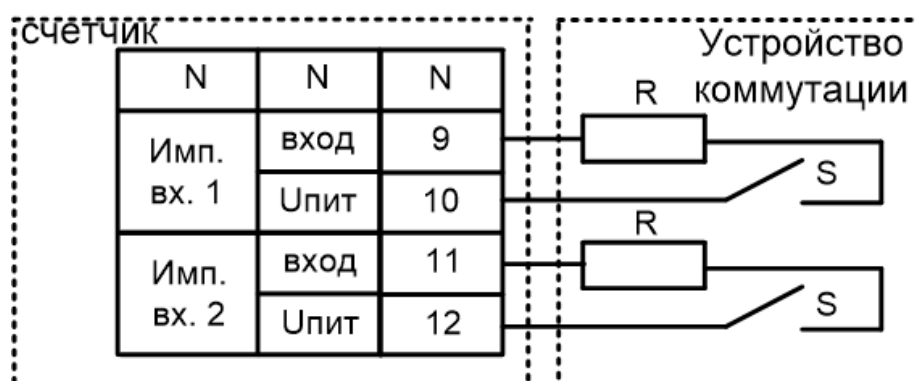 счетчик
Устройство
коммутации
N N N
Имп.
вх. 1
вход 9
Uпит 10
Имп.
вх. 2
вход 11
Uпит 12
R
S
R
S